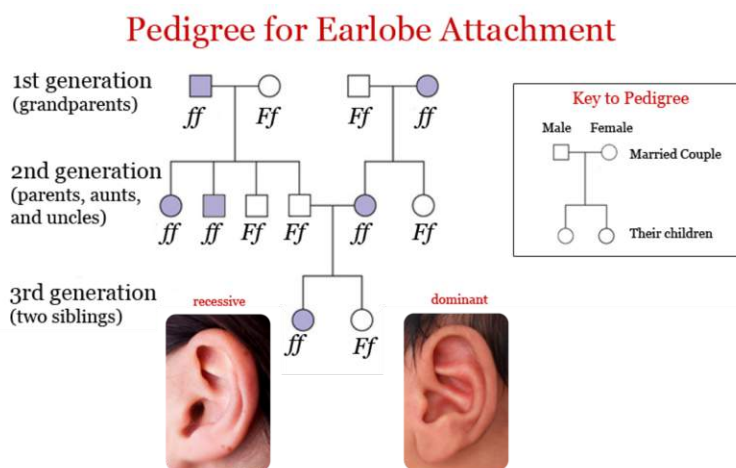 Pedigree for Earlobe Attachment
1st generation
(grandparents)
ff Ff Ff ff
2nd generation
(parents, aunts,
and uncles)
ff ff Ff Ff ff Ff
3rd generation
(two siblings)
ff Ff
recessive
dominant
Key to Pedigree
Male Female
Married Couple
Their children